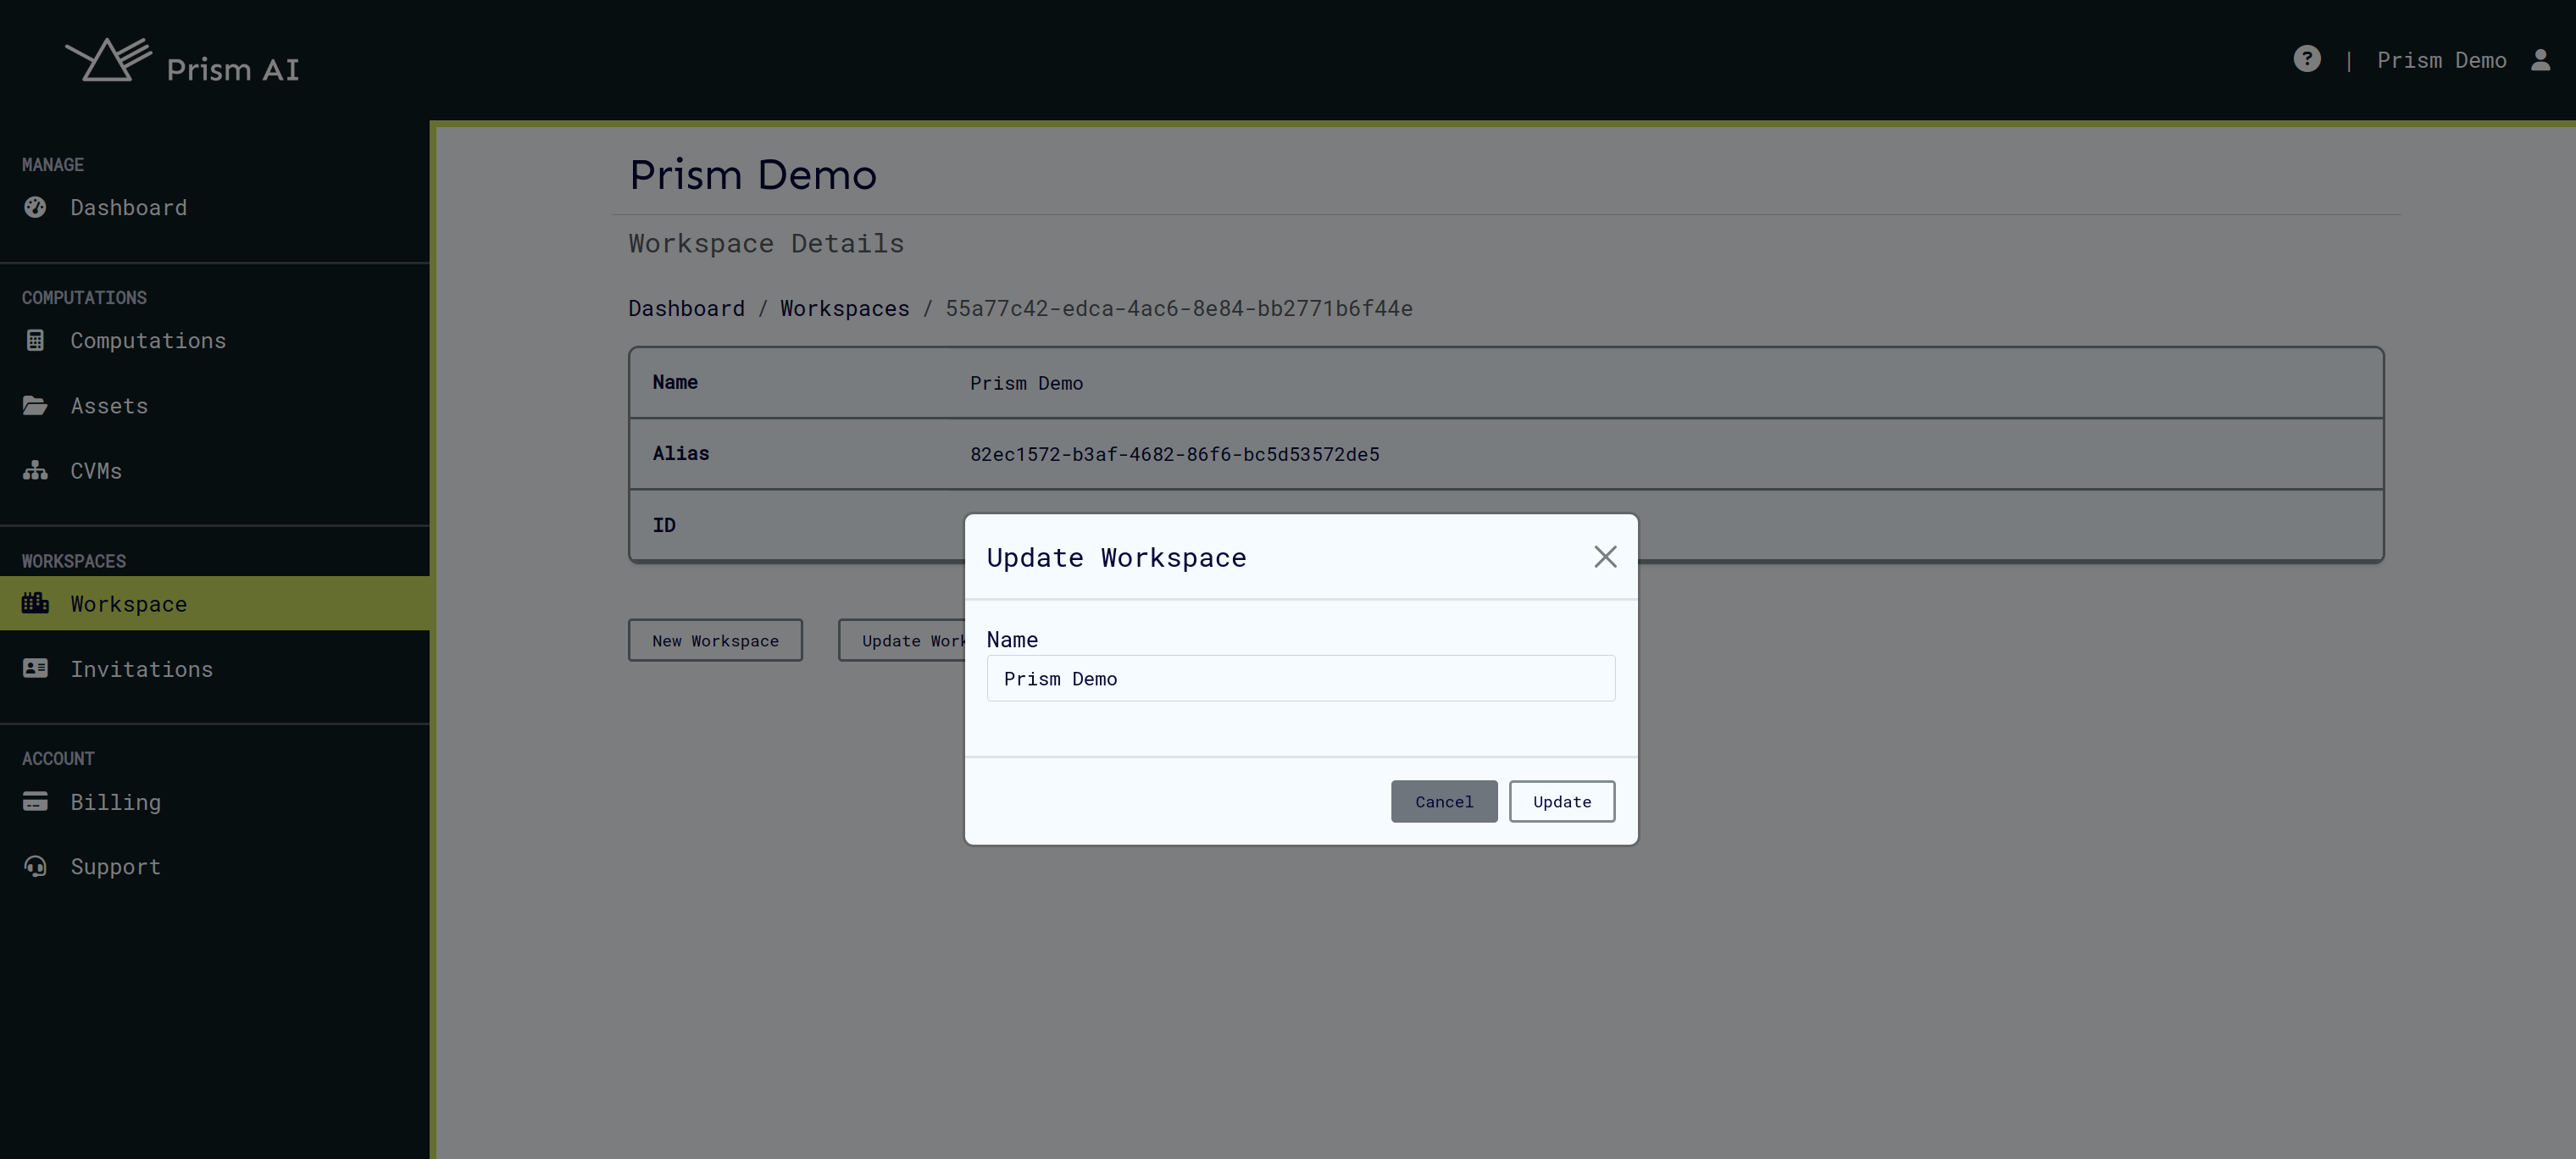 Prism AI
? | Prism Demo
MANAGE
Dashboard
COMPUTATIONS
Computations
Assets
CVMs
WORKSPACES
Workspace
Invitations
ACCOUNT
Billing
Support
Prism Demo
Workspace Details
Dashboard / Workspaces / 55a77c42-edca-4ac6-8e84-bb2771b6f44e
Name Prism Demo
Alias 82ec1572-b3af-4682-86f6-bc5d53572de5
ID
New Workspace Update Work
Update Workspace
Name
Prism Demo
Cancel Update